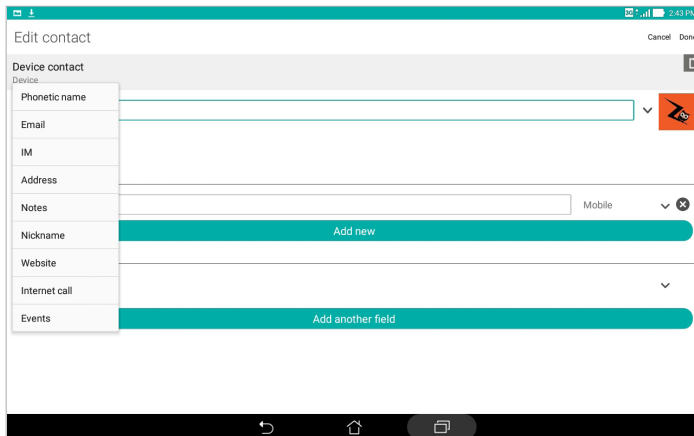 3G 2:43 PM
Edit contact
Cancel
Device contact
Device
Phonetic name
Email
IM
Address
Notes
Mobile
Nickname
Add new
Website
Internet call
Events
Add another field